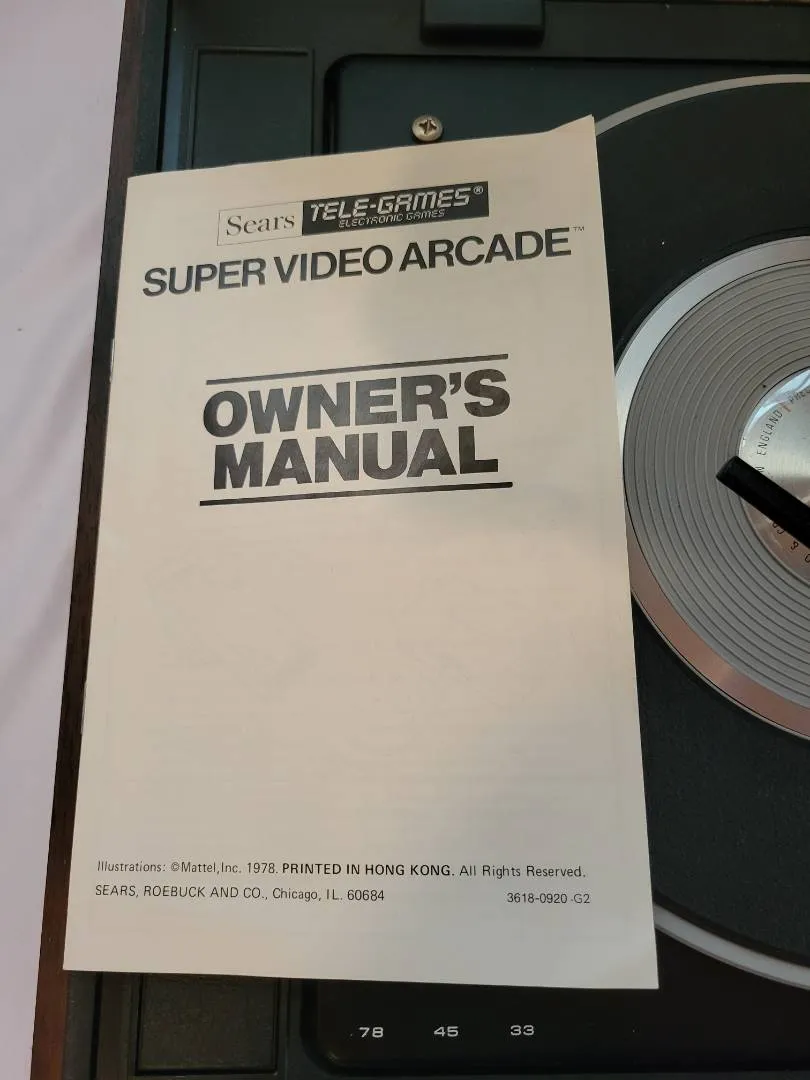 Sears TELE-GAMES®
ELECTRONIC GAMES
SUPER VIDEO ARCADE™
OWNER'S
MANUAL
Illustrations: ©Mattel,Inc. 1978. PRINTED IN HONG KONG. All Rights Reserved.
SEARS, ROEBUCK AND CO., Chicago, IL. 60684
3618-0920-G2
ENGLAND
78 45 33